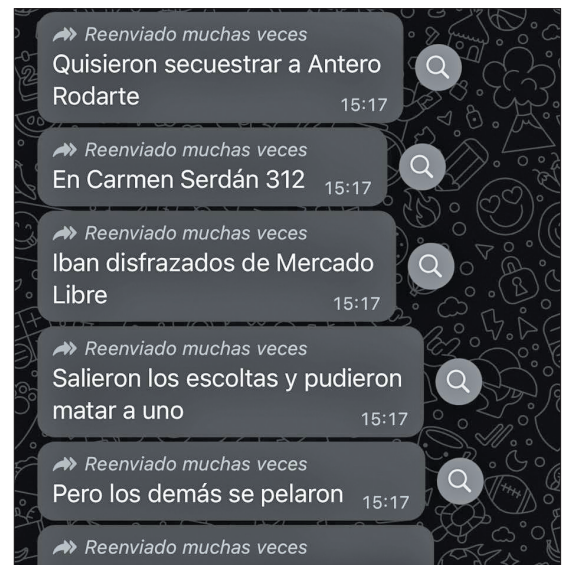 Reenviado muchas veces
Quisieron secuestrar a Antero
Rodarte
15:17
Reenviado muchas veces
En Carmen Serdán 312
15:17
Reenviado muchas veces
Iban disfrazados de Mercado
Libre
15:17
Reenviado muchas veces
Salieron los escoltas y pudieron
matar a uno
15:17
Reenviado muchas veces
Pero los demás se pelaron
15:17
Reenviado muchas veces